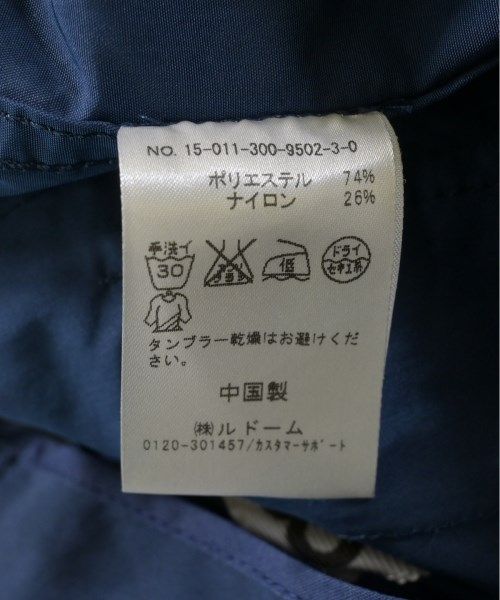 NO. 15-011-300-9502-3-0
ポリエステル 74%
ナイロン 26%
手洗イ 30 低 ドライ セキユ系
タンブラー乾燥はお避けくだ
さい。
中国製
㈱ルドーム
0120-301457/カスタマーサポート